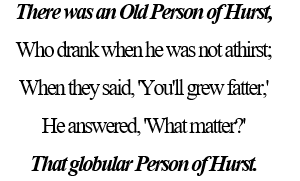 There was an Old Person of Hurst,
Who drank when he was not athirst;
When they said, 'You'll grew fatter,'
He answered, 'What matter?'
That globular Person of Hurst.